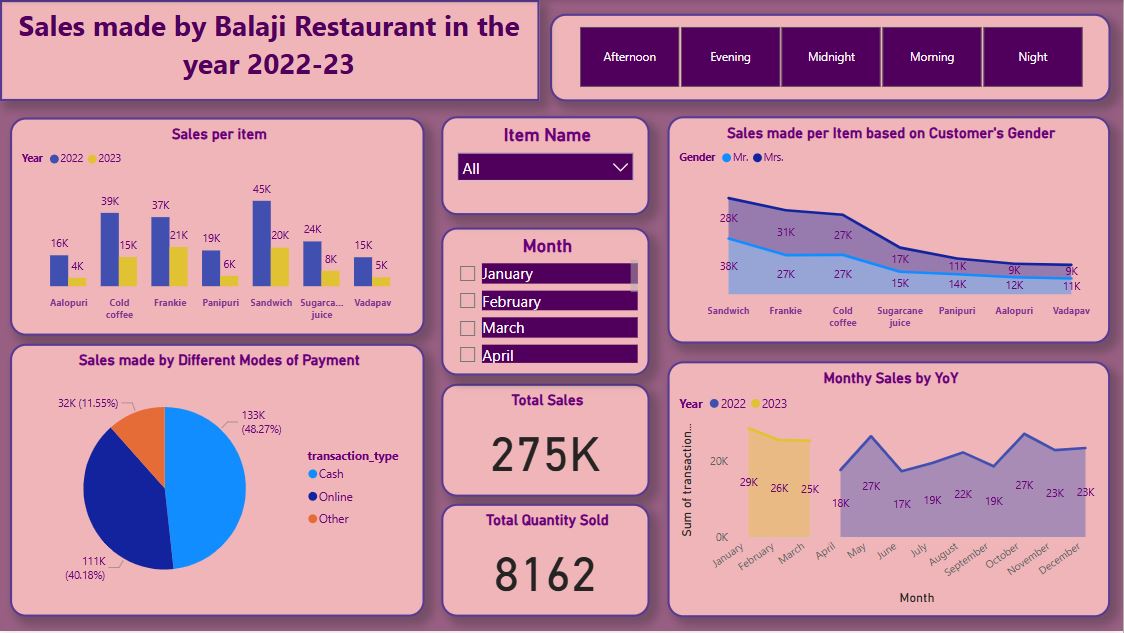 Sales made by Balaji Restaurant in the
year 2022-23
Afternoon
Evening
Midnight
Morning
Night
Sales per item
Year 2022 2023
16K
4K
39K
15K
37K
21K
19K
6K
45K
20K
24K
8K
15K
5K
Aalopuri
Cold
coffee
Frankie
Panipuri
Sandwich
Sugarca...
juice
Vadapav
Item Name
All
Month
January
February
March
April
Sales made per Item based on Customer's Gender
Gender Mr. Mrs.
28K
31K
27K
17K
11K
9K
9K
38K
27K
27K
15K
14K
12K
11K
Sandwich
Frankie
Cold
coffee
Sugarcane
juice
Panipuri
Aalopuri
Vadapav
Sales made by Different Modes of Payment
32K (11.55%)
133K
(48.27%)
111K
(40.18%)
transaction_type
Cash
Online
Other
Total Sales
275K
Total Quantity Sold
8162
Monthy Sales by YoY
Year 2022 2023
Sum of transaction...
20K
0K
29K
26K
25K
18K
27K
17K
19K
22K
19K
27K
23K
23K
January
February
March
April
May
June
July
August
September
October
November
December
Month